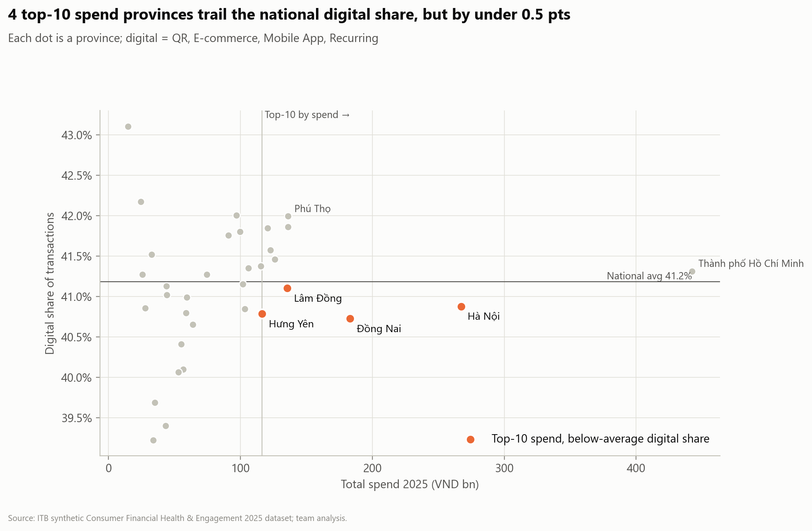 4 top-10 spend provinces trail the national digital share, but by under 0.5 pts
Each dot is a province; digital = QR, E-commerce, Mobile App, Recurring
Top-10 by spend →
43.0%
42.5%
42.0%
41.5%
41.0%
40.5%
40.0%
39.5%
Digital share of transactions
Phú Thọ
Thành phố Hồ Chí Minh
National avg 41.2%
Lâm Đồng
Hưng Yên
Đồng Nai
Hà Nội
Top-10 spend, below-average digital share
0
100
200
300
400
Total spend 2025 (VND bn)
Source: ITB synthetic Consumer Financial Health & Engagement 2025 dataset; team analysis.